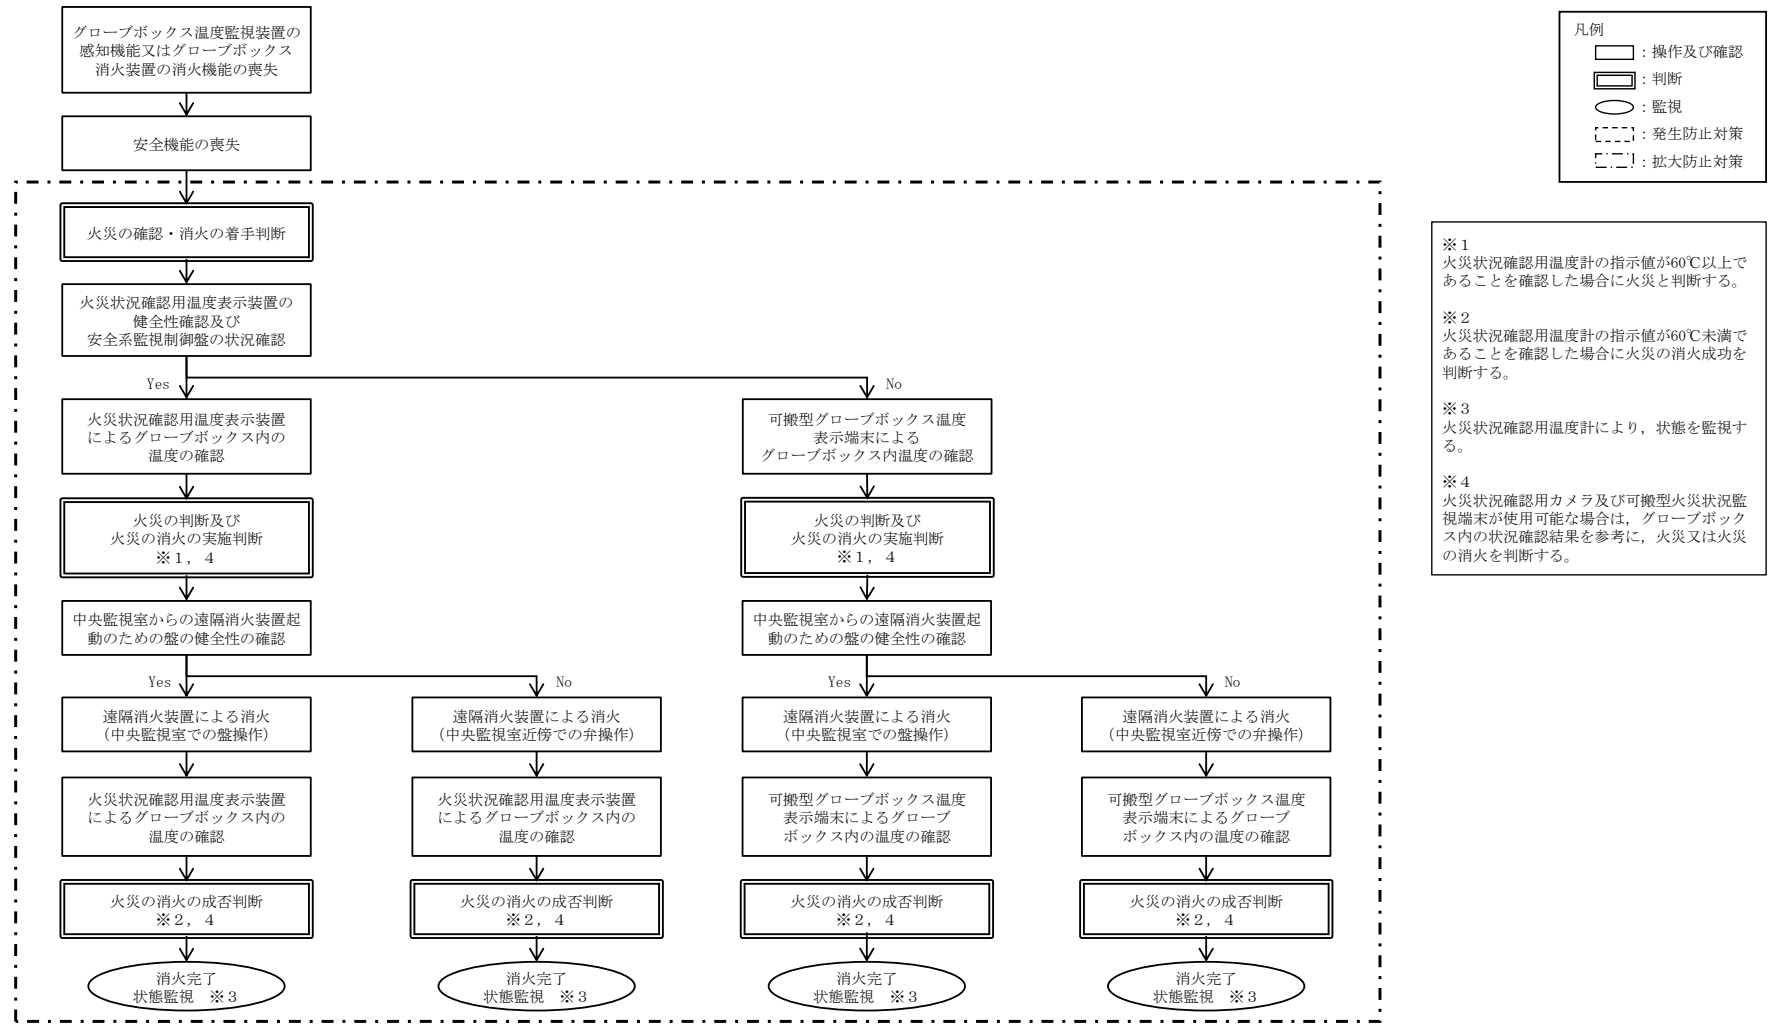 グローブボックス温度監視装置の
感知機能又はグローブボックス
消火装置の消火機能の喪失
安全機能の喪失
火災の確認・消火の着手判断
火災状況確認用温度表示装置の
健全性確認及び
安全系監視制御盤の状況確認
Yes
No
火災状況確認用温度表示装置
によるグローブボックス内の
温度の確認
可搬型グローブボックス温度
表示端末による
グローブボックス内温度の確認
火災の判断及び
火災の消火の実施判断
※1，4
火災の判断及び
火災の消火の実施判断
※1，4
中央監視室からの遠隔消火装置起
動のための盤の健全性の確認
中央監視室からの遠隔消火装置起
動のための盤の健全性の確認
Yes
No
Yes
No
遠隔消火装置による消火
（中央監視室での盤操作）
遠隔消火装置による消火
（中央監視室近傍での弁操作）
遠隔消火装置による消火
（中央監視室での盤操作）
遠隔消火装置による消火
（中央監視室近傍での弁操作）
火災状況確認用温度表示装置
によるグローブボックス内の
温度の確認
火災状況確認用温度表示装置
によるグローブボックス内の
温度の確認
可搬型グローブボックス温度
表示端末によるグローブ
ボックス内の温度の確認
可搬型グローブボックス温度
表示端末によるグローブ
ボックス内の温度の確認
火災の消火の成否判断
※2，4
火災の消火の成否判断
※2，4
火災の消火の成否判断
※2，4
火災の消火の成否判断
※2，4
消火完了
状態監視　※3
消火完了
状態監視　※3
消火完了
状態監視　※3
消火完了
状態監視　※3
凡例
：操作及び確認
：判断
：監視
：発生防止対策
：拡大防止対策
※1
火災状況確認用温度計の指示値が60℃以上で
あることを確認した場合に火災と判断する。
※2
火災状況確認用温度計の指示値が60℃未満で
あることを確認した場合に火災の消火成功を
判断する。
※3
火災状況確認用温度計により，状態を監視す
る。
※4
火災状況確認用カメラ及び可搬型火災状況監
視端末が使用可能な場合は，グローブボック
ス内の状況確認結果を参考に，火災又は火災
の消火を判断する。